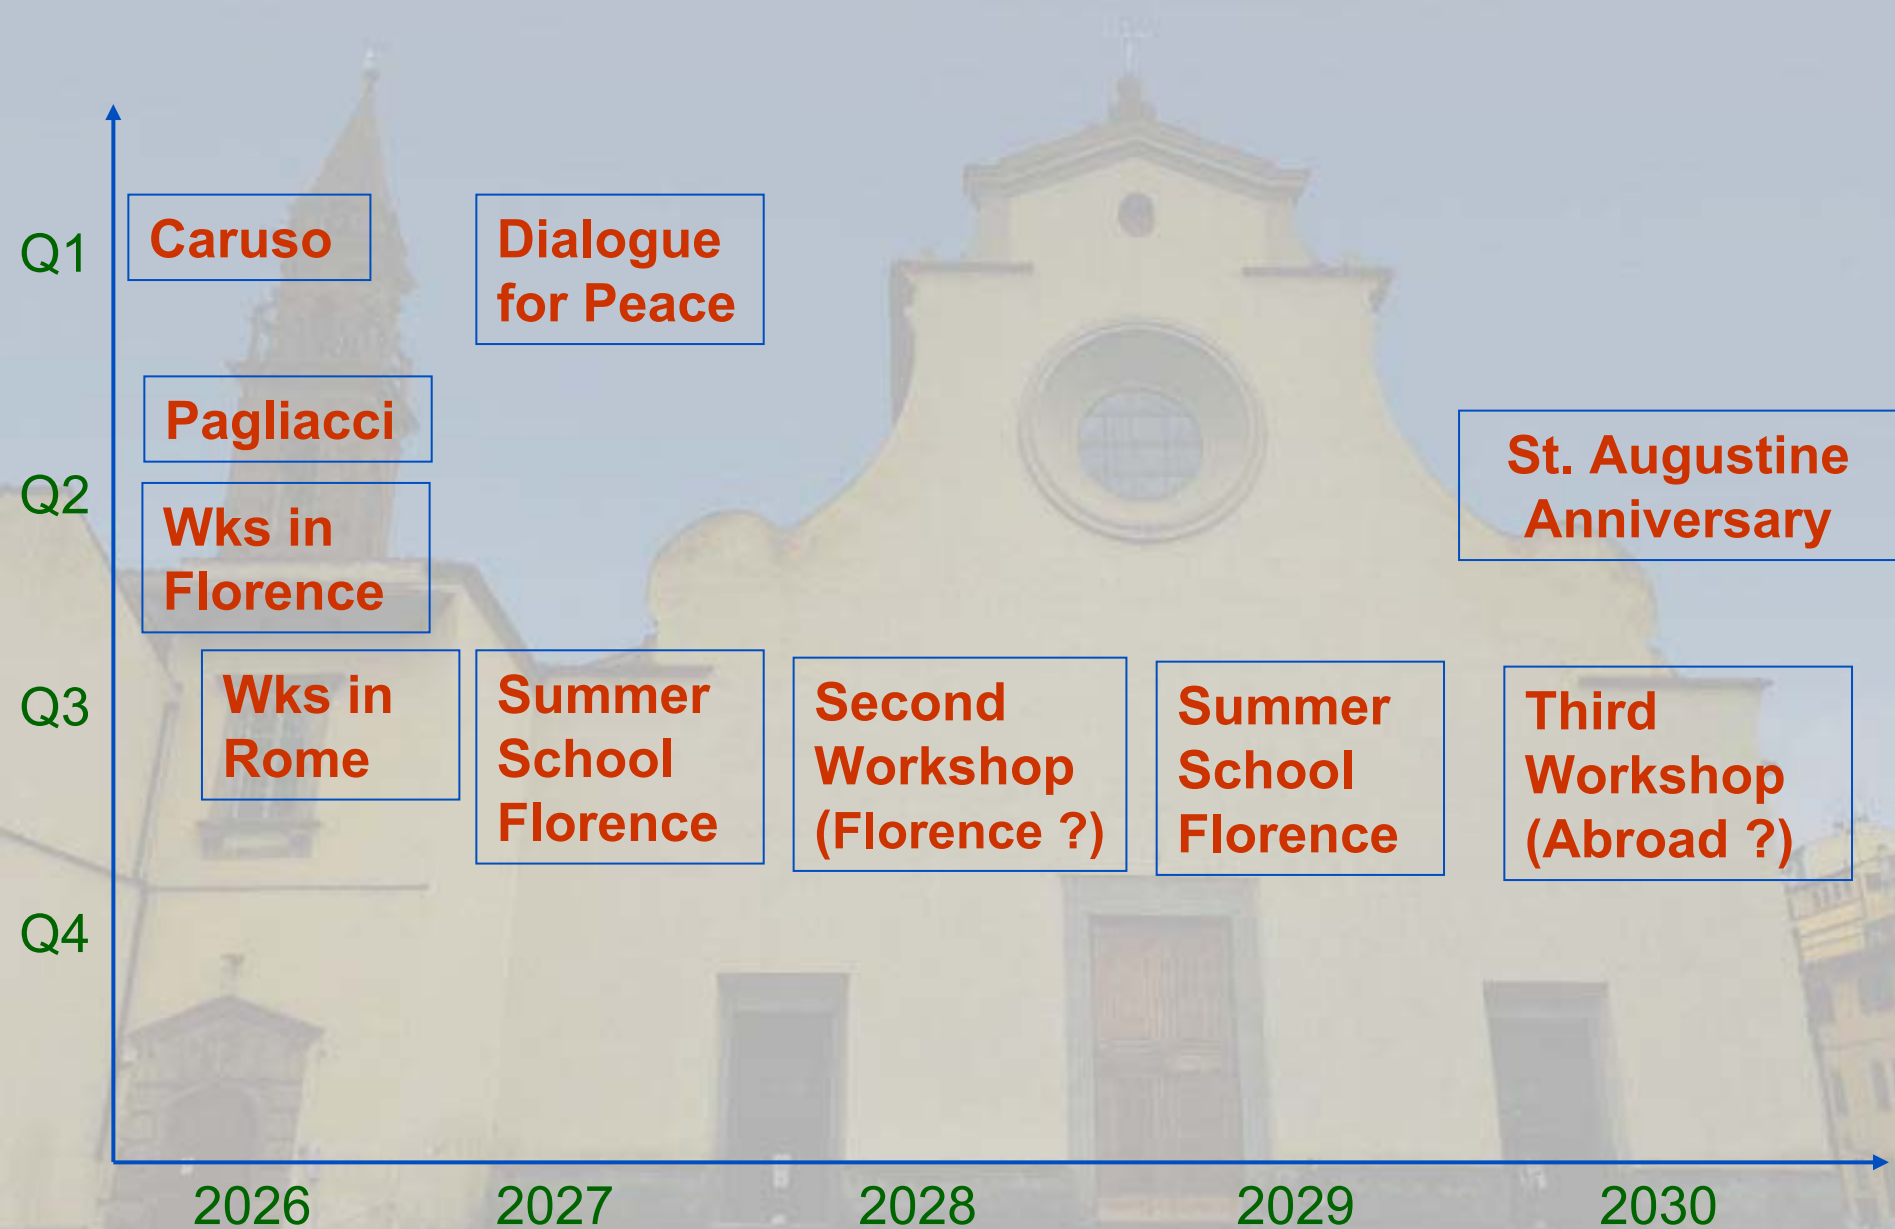 Q1
Caruso
Dialogue
for Peace
Pagliacci
Q2
Wks in
Florence
St. Augustine
Anniversary
Q3
Wks in
Rome
Summer
School
Florence
Second
Workshop
(Florence ?)
Summer
School
Florence
Third
Workshop
(Abroad ?)
Q4
2026 2027 2028 2029 2030